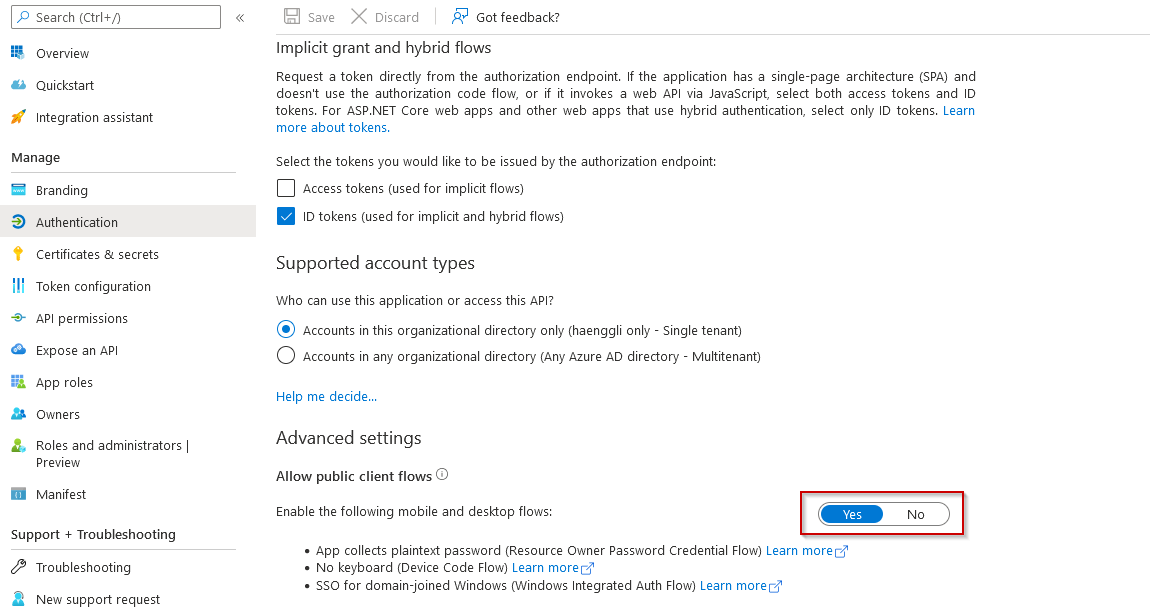 Search (Ctrl+/)
«
Overview
Quickstart
Integration assistant
Manage
Branding
Authentication
Certificates & secrets
Token configuration
API permissions
Expose an API
App roles
Owners
Roles and administrators |
Preview
Manifest
Support + Troubleshooting
Troubleshooting
New support request
Save
Discard
Got feedback?
Implicit grant and hybrid flows
Request a token directly from the authorization endpoint. If the application has a single-page architecture (SPA) and
doesn't use the authorization code flow, or if it invokes a web API via JavaScript, select both access tokens and ID
tokens. For ASP.NET Core web apps and other web apps that use hybrid authentication, select only ID tokens. Learn
more about tokens.
Select the tokens you would like to be issued by the authorization endpoint:
Access tokens (used for implicit flows)
ID tokens (used for implicit and hybrid flows)
Supported account types
Who can use this application or access this API?
Accounts in this organizational directory only (haenggli only - Single tenant)
Accounts in any organizational directory (Any Azure AD directory - Multitenant)
Help me decide...
Advanced settings
Allow public client flows
Enable the following mobile and desktop flows:
Yes No
• App collects plaintext password (Resource Owner Password Credential Flow) Learn more
• No keyboard (Device Code Flow) Learn more
• SSO for domain-joined Windows (Windows Integrated Auth Flow) Learn more